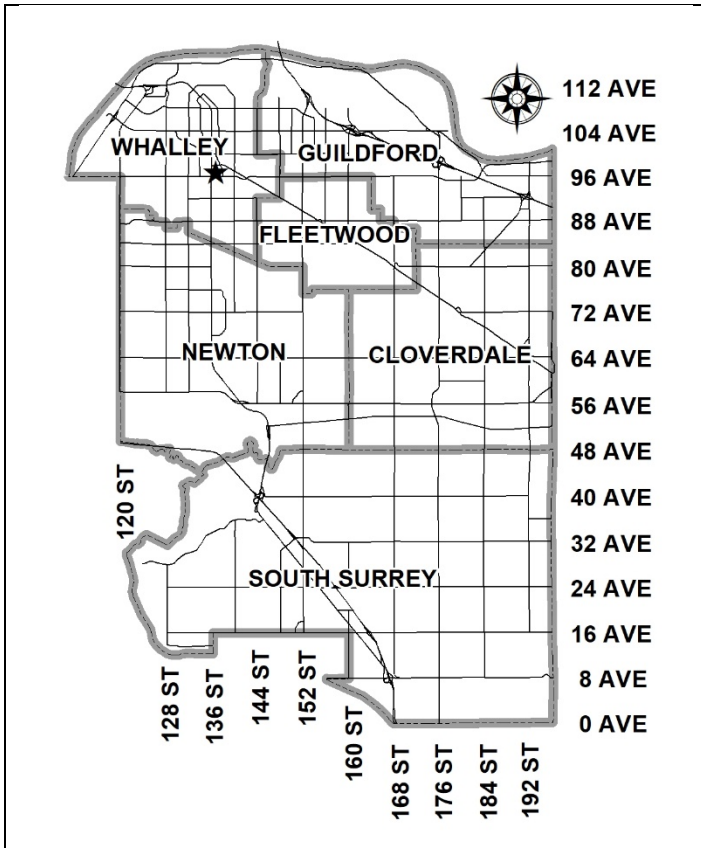 112 AVE
104 AVE
WHALLEY
GUILDFORD
96 AVE
88 AVE
FLEETWOOD
80 AVE
72 AVE
NEWTON
CLOVERDALE
64 AVE
56 AVE
48 AVE
120 ST
40 AVE
32 AVE
SOUTH SURREY
24 AVE
16 AVE
8 AVE
0 AVE
128 ST
136 ST
144 ST
152 ST
160 ST
168 ST
176 ST
184 ST
192 ST